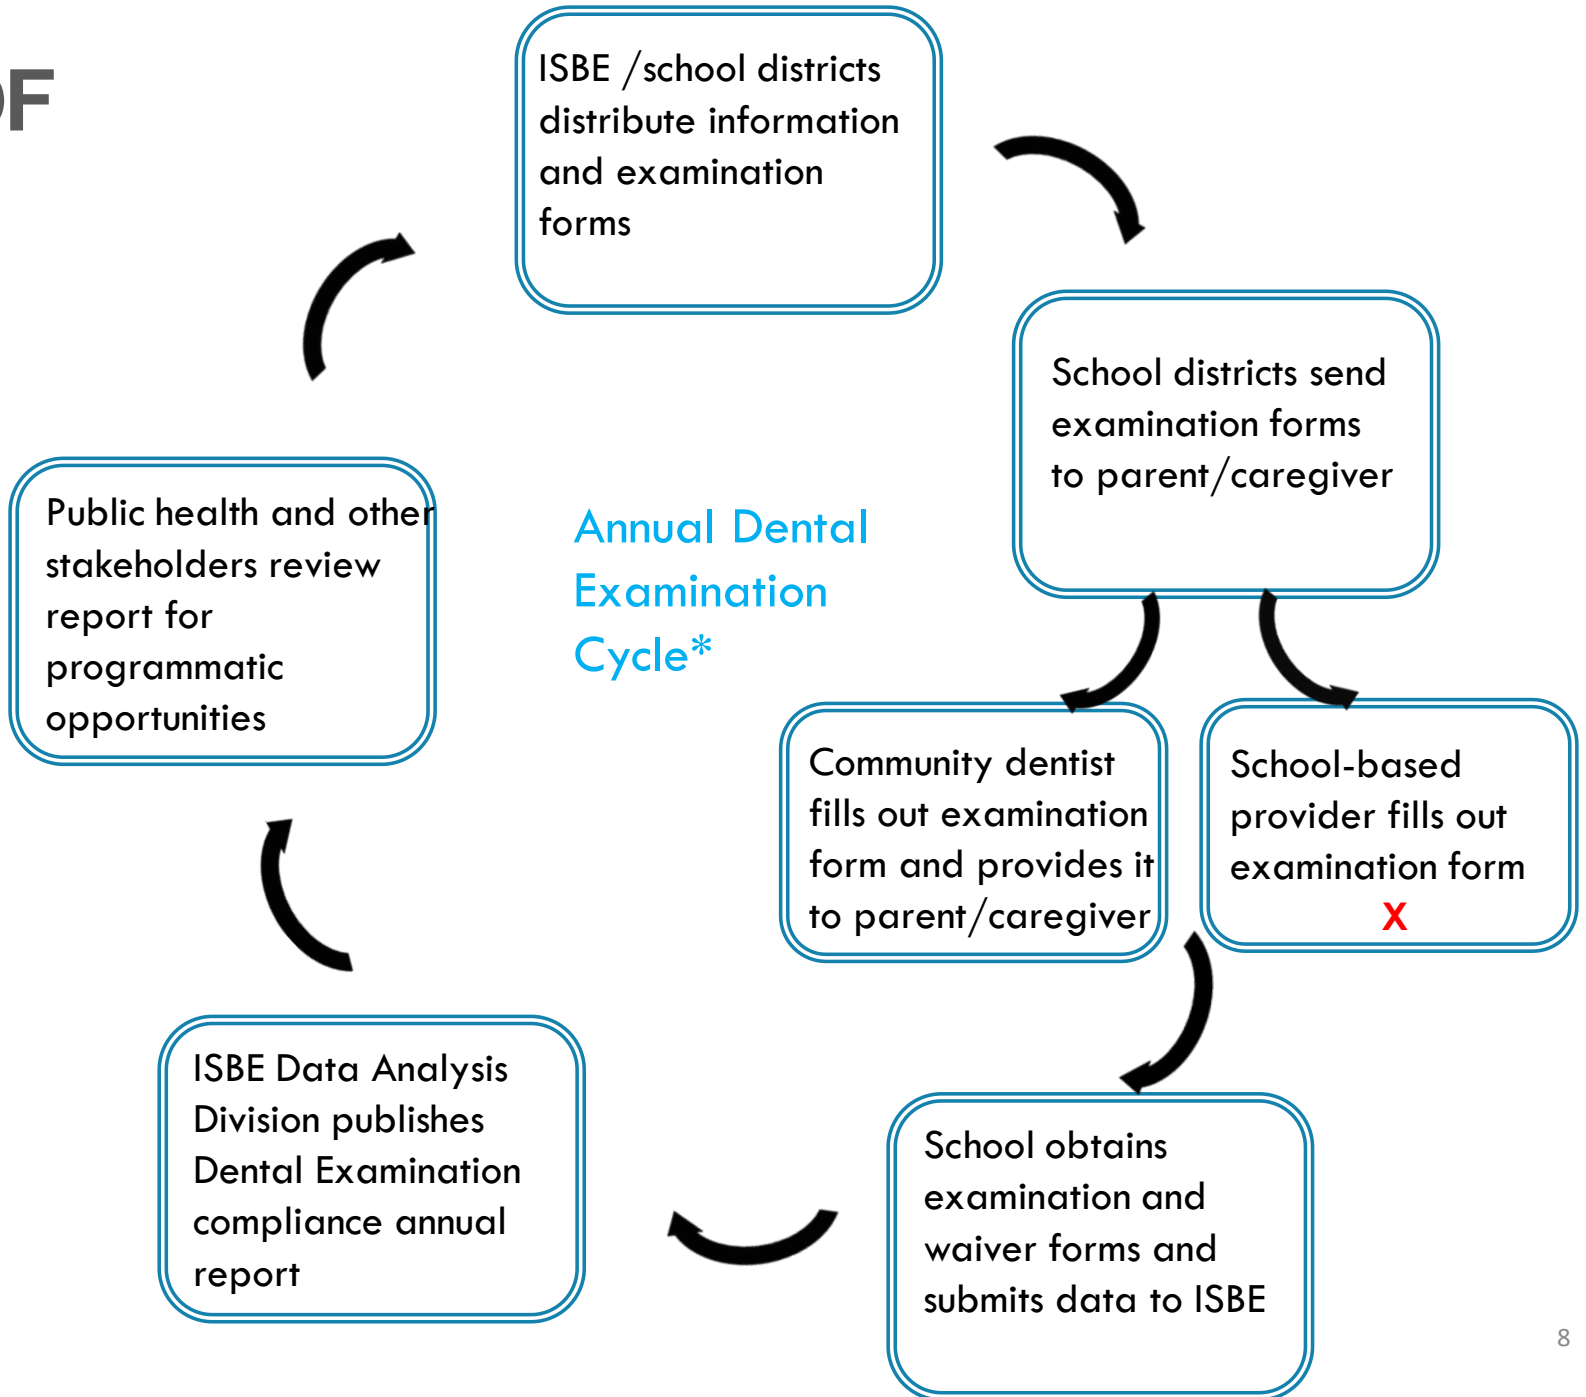 OF
ISBE /school districts
distribute information
and examination
forms
School districts send
examination forms
to parent/caregiver
Public health and other
stakeholders review
report for
programmatic
opportunities
Annual Dental
Examination
Cycle*
Community dentist
fills out examination
form and provides it
to parent/caregiver
School-based
provider fills out
examination form
X
ISBE Data Analysis
Division publishes
Dental Examination
compliance annual
report
School obtains
examination and
waiver forms and
submits data to ISBE
8